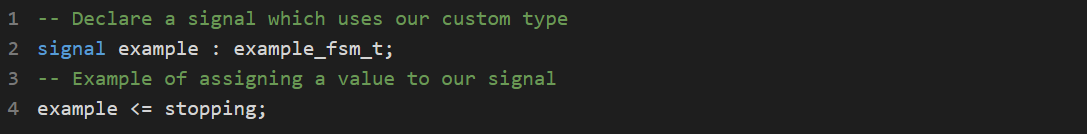 1 -- Declare a signal which uses our custom type
2 signal example : example_fsm_t;
3 -- Example of assigning a value to our signal
4 example <= stopping;